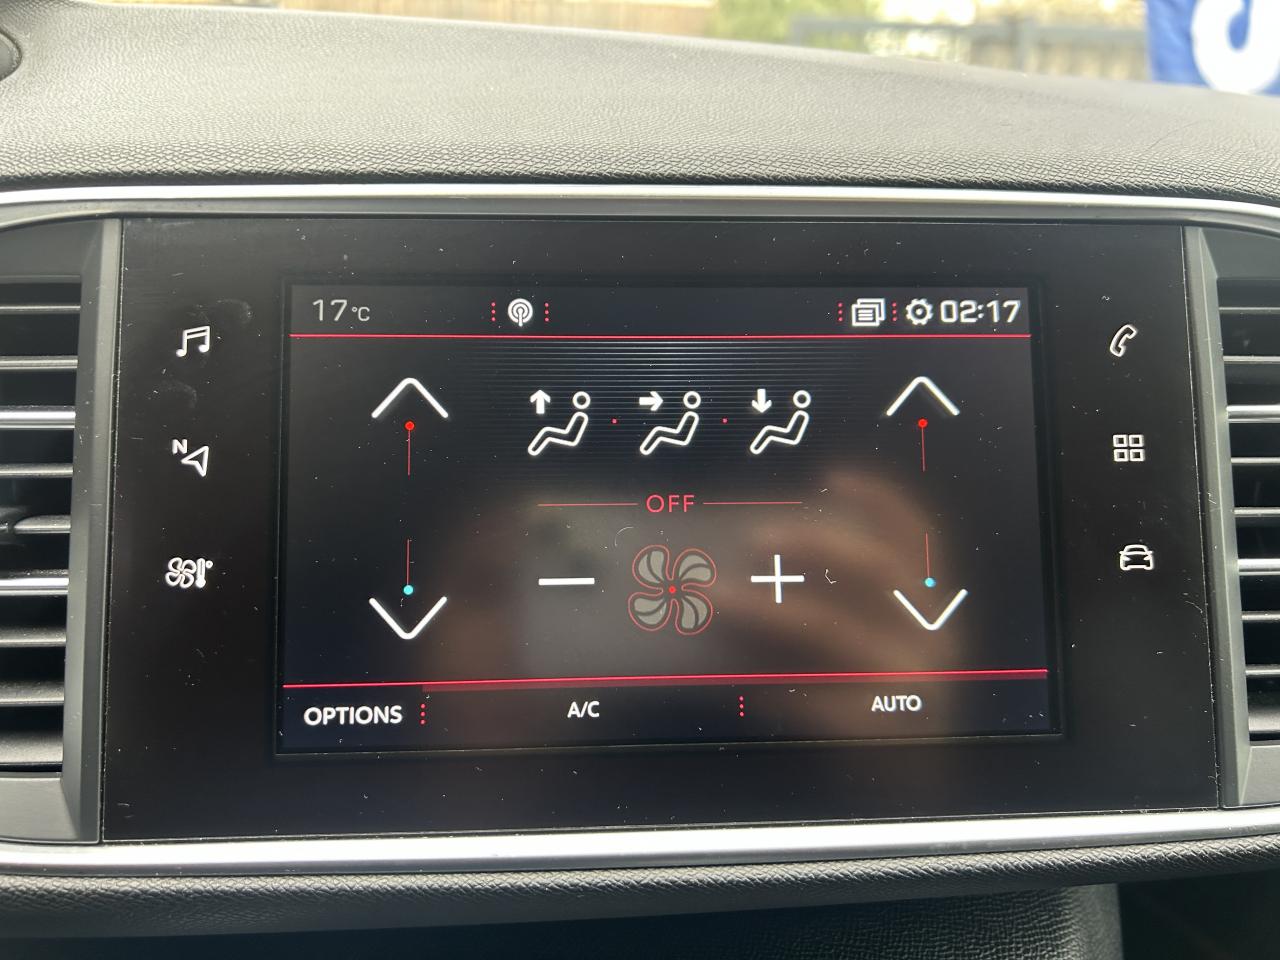 17 °C 02:17
N
OFF
OPTIONS A/C AUTO